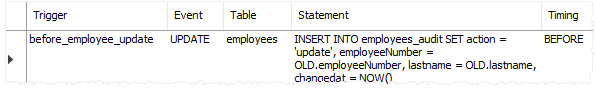 Trigger Event Table Statement Timing
before_employee_update UPDATE employees INSERT INTO employees_audit SET action = BEFORE
'update', employeeNumber =
OLD.employeeNumber, lastname = OLD.lastname,
changedat = NOW()